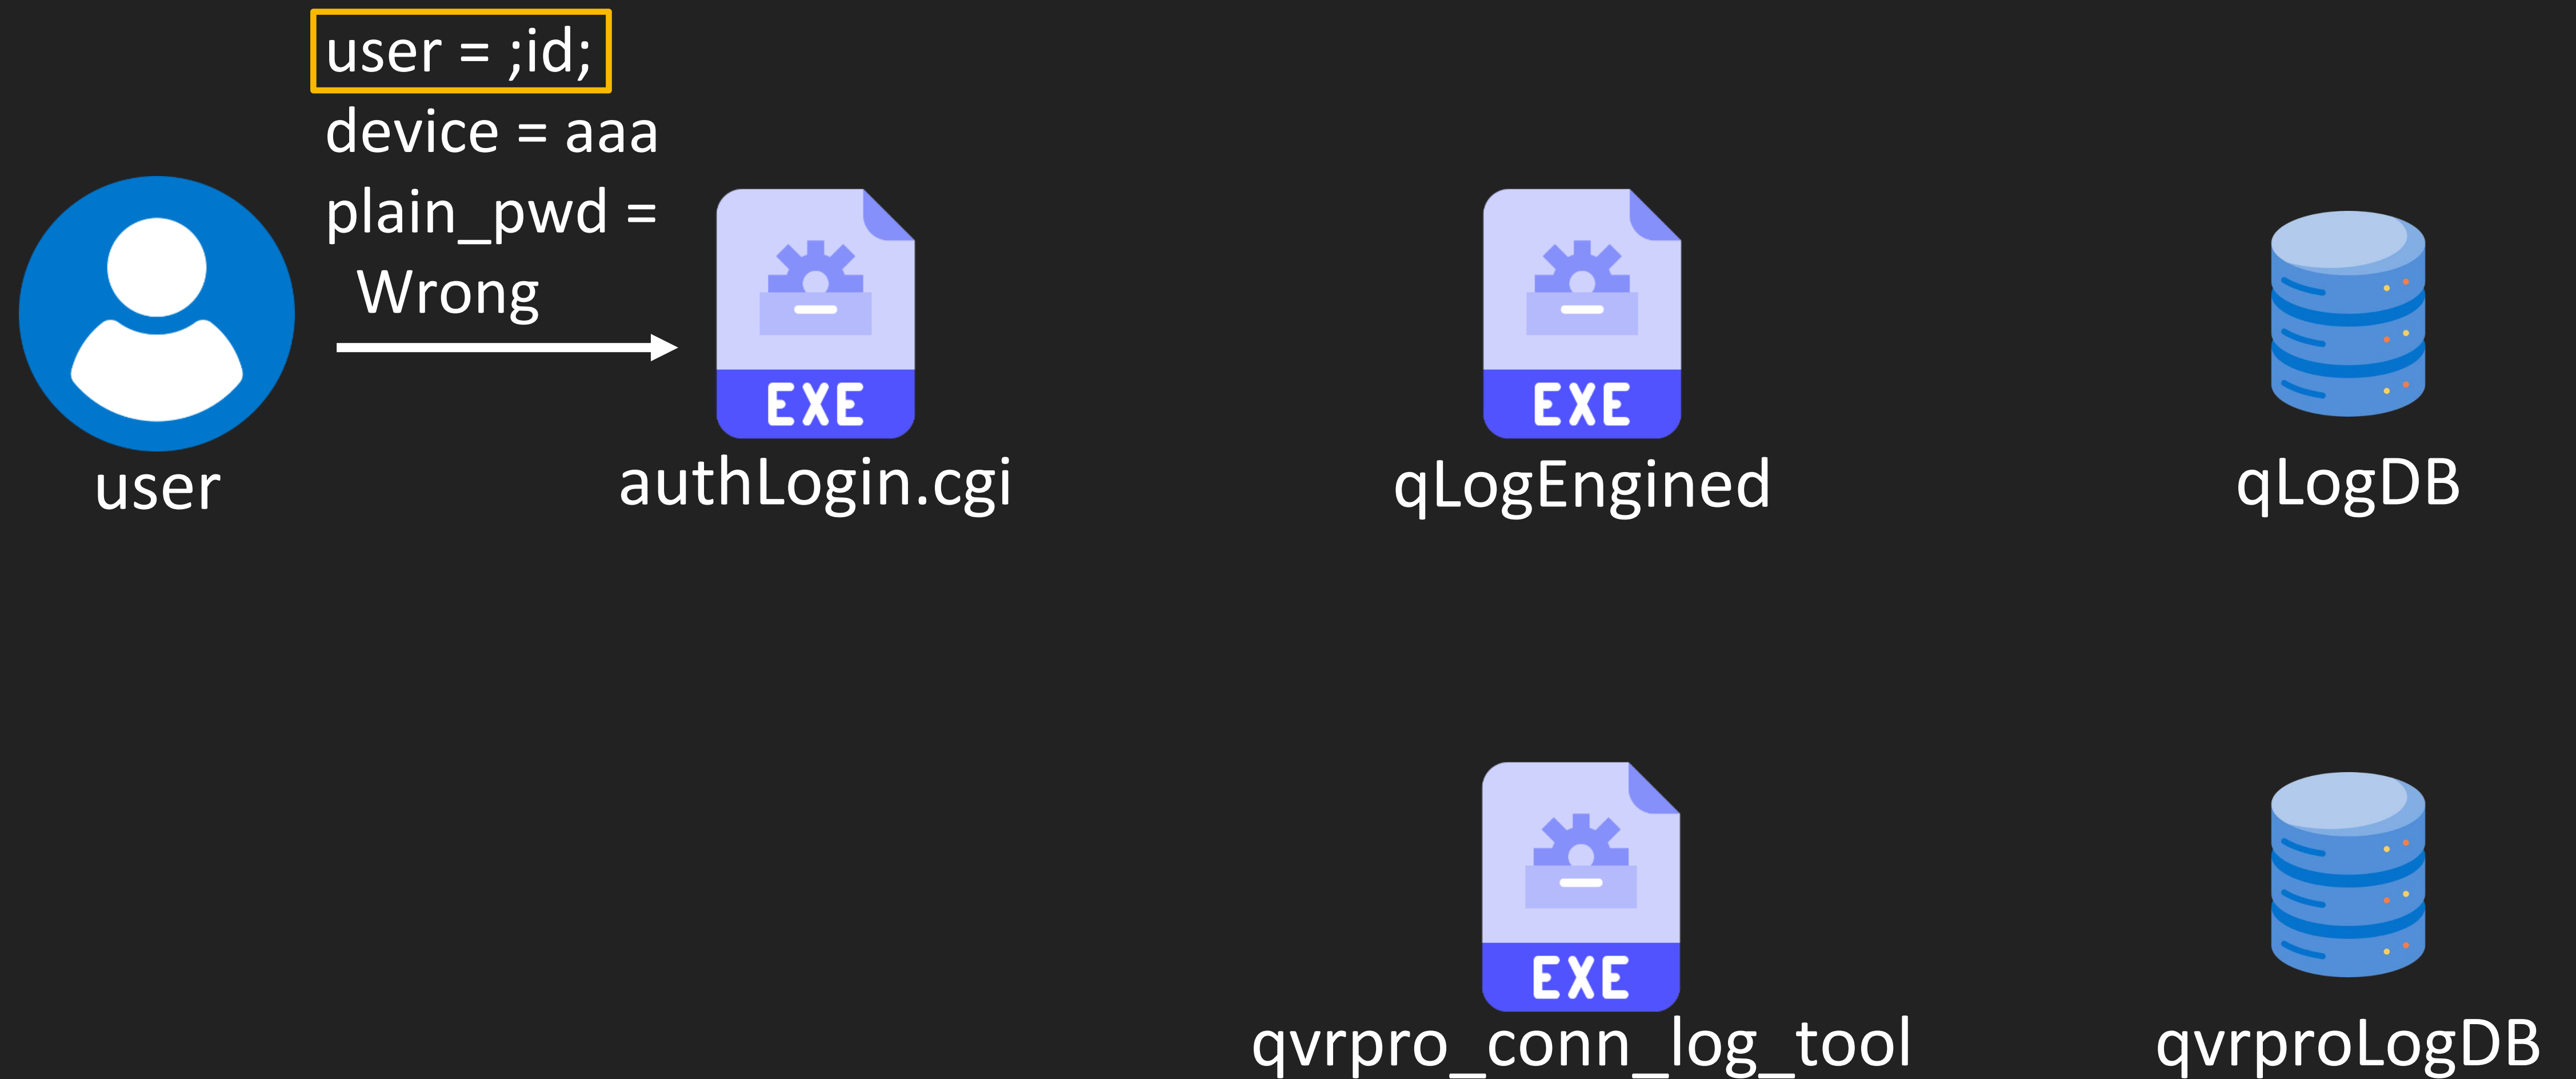 user = ;id;
device = aaa
plain_pwd =
Wrong
EXE
EXE
user
authLogin.cgi
qLogEngined
qLogDB
EXE
qvrpro_conn_log_tool
qvrproLogDB